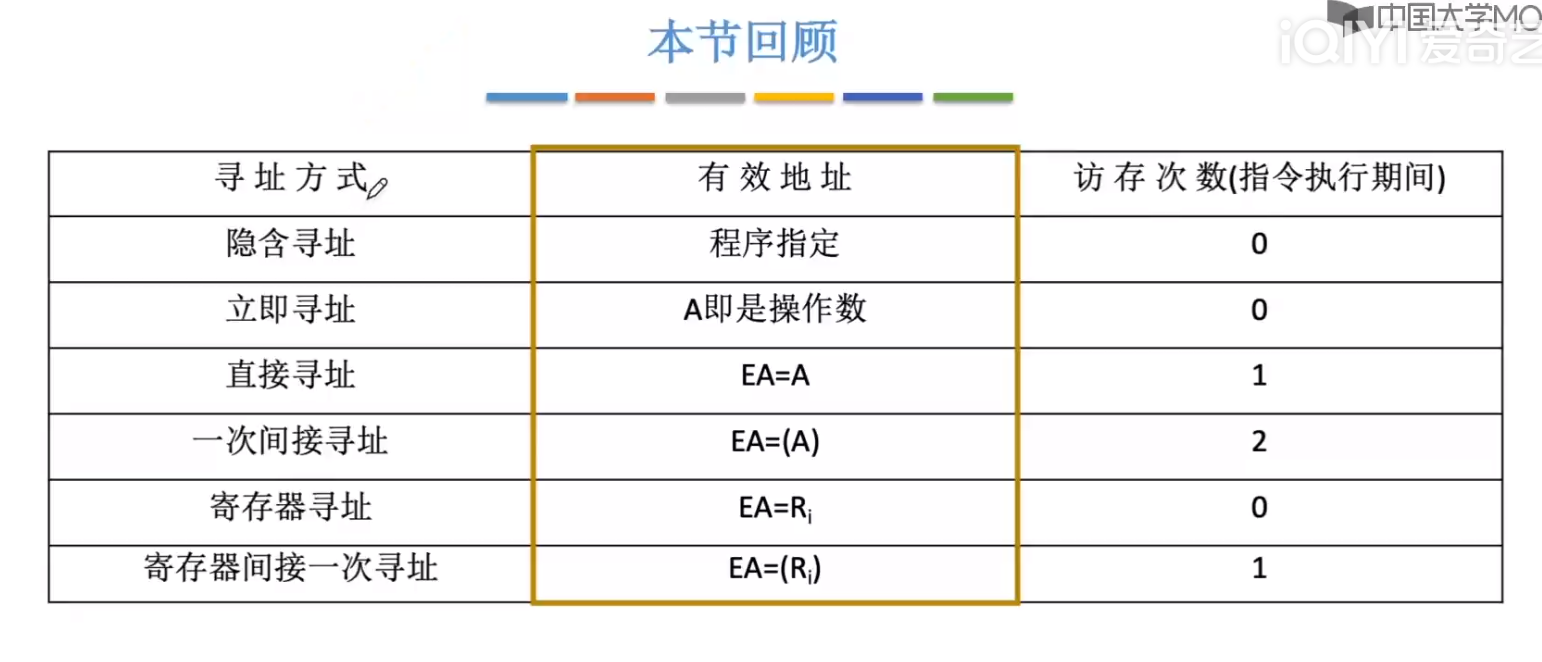 中国大学MO
iQIYI 爱奇艺
本节回顾
寻址方式 有效地址 访存次数(指令执行期间)
隐含寻址 程序指定 0
立即寻址 A即是操作数 0
直接寻址 EA=A 1
一次间接寻址 EA=(A) 2
寄存器寻址 EA=Rᵢ 0
寄存器间接一次寻址 EA=(Rᵢ) 1